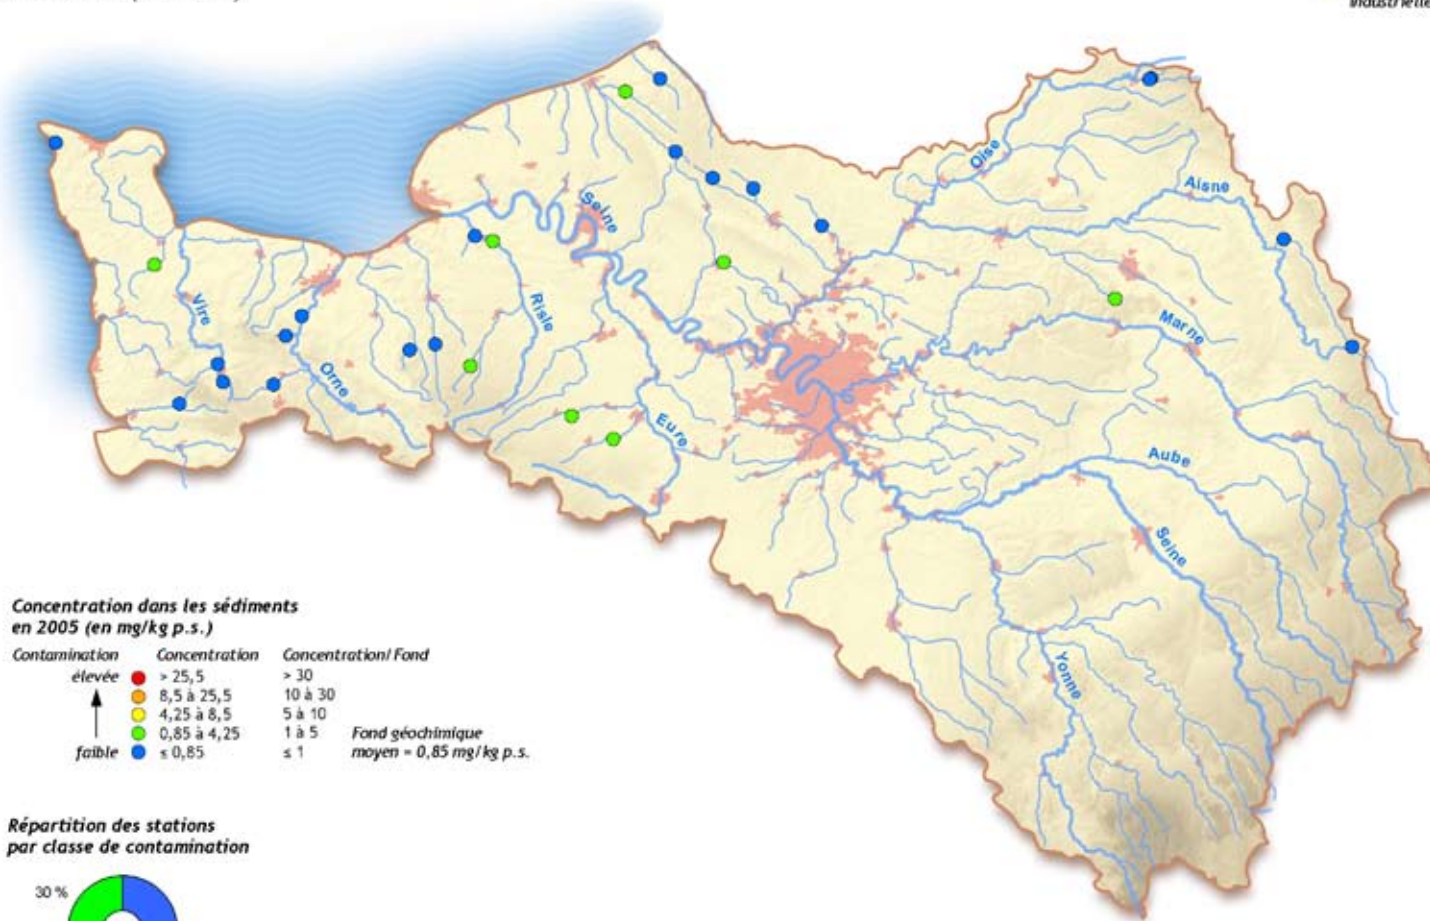 industrielle
Oise
Aisne
Seine
Vire
Risle
Marne
Orne
Eure
Aube
Seine
Yonne
Concentration dans les sédiments
en 2005 (en mg/kg p.s.)
Contamination Concentration Concentration/Fond
élevée > 25,5 > 30
8,5 à 25,5 10 à 30
4,25 à 8,5 5 à 10
0,85 à 4,25 1 à 5 Fond géochimique
faible ≤ 0,85 ≤ 1 moyen = 0,85 mg/kg p.s.
Répartition des stations
par classe de contamination
30 %